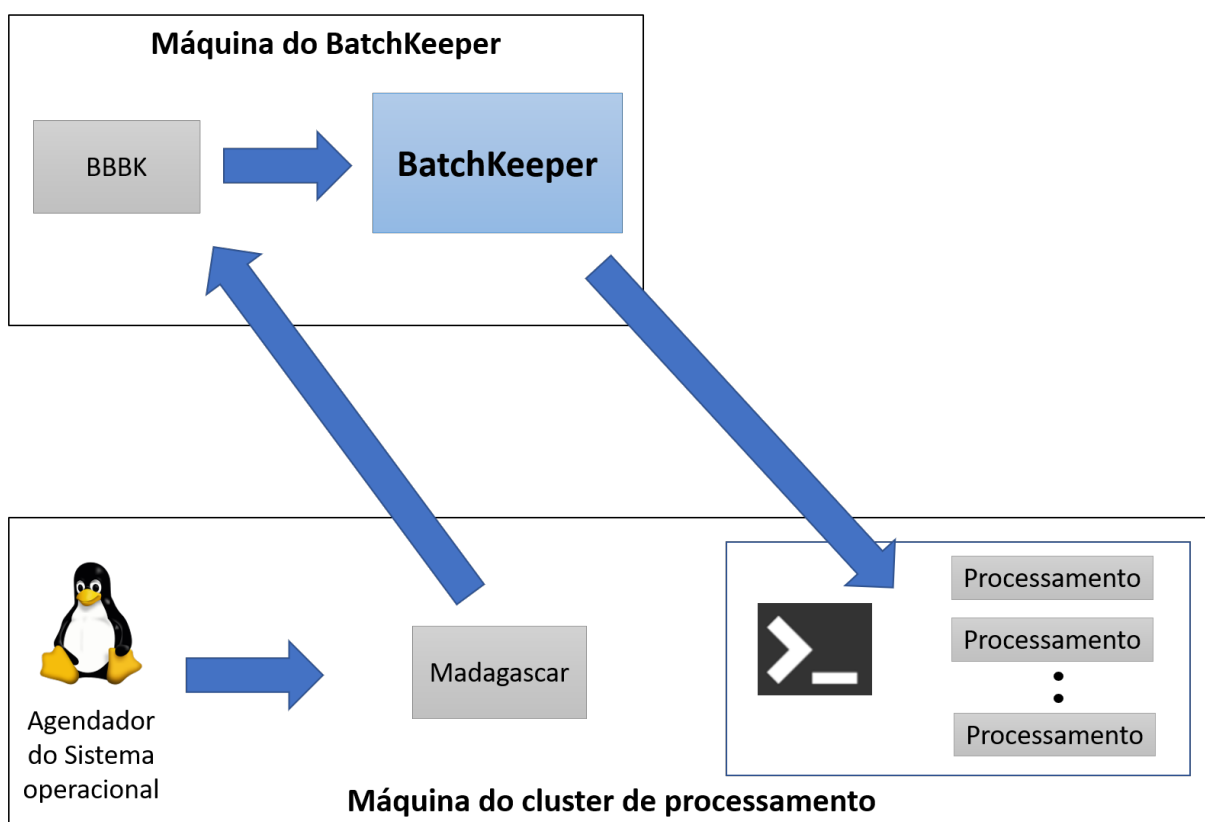 Máquina do BatchKeeper
BBBK
BatchKeeper
Agendador
do Sistema
operacional
Madagascar
>_
Processamento
Processamento
Processamento
Máquina do cluster de processamento